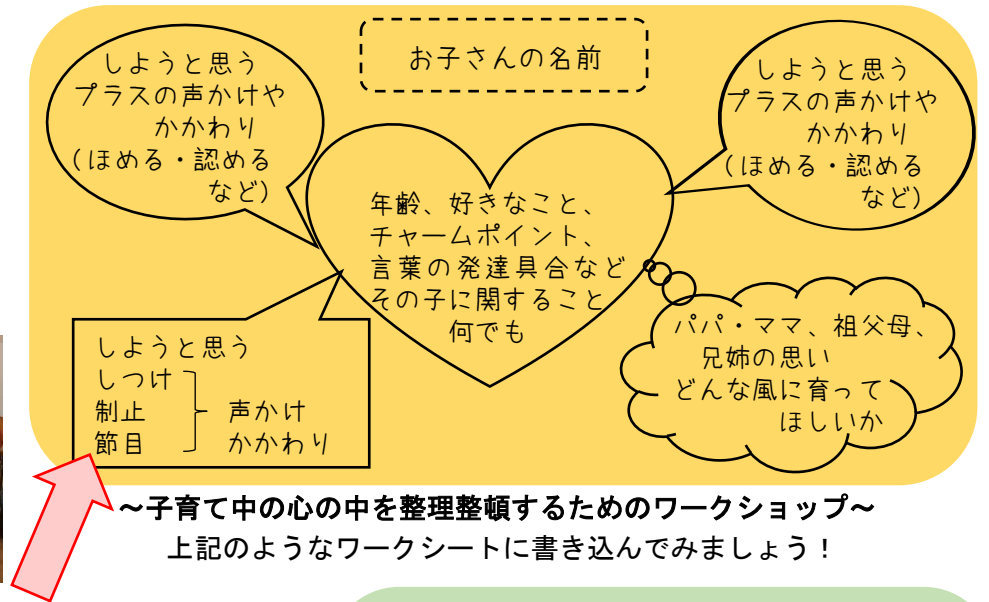 お子さんの名前
しようと思う
プラスの声かけや
かかわり
(ほめる・認める
など)
しようと思う
プラスの声かけや
かかわり
(ほめる・認める
など)
年齢、好きなこと、
チャームポイント、
言葉の発達具合など
その子に関すること
何でも
しようと思う
しつけ
制止 声かけ
節目 かかわり
パパ・ママ、祖父母、
兄姉の思い
どんな風に育って
ほしいか
~子育て中の心の中を整理整頓するためのワークショップ~
上記のようなワークシートに書き込んでみましょう!